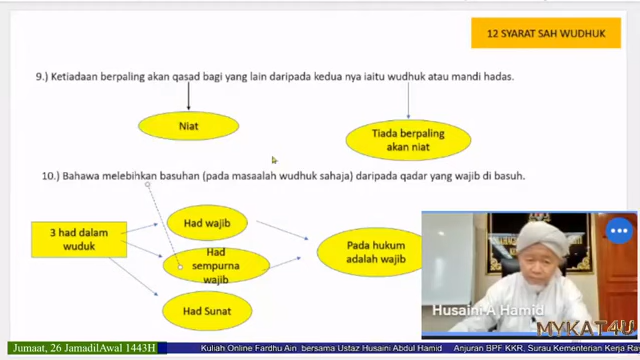 12 SYARAT SAH WUDHUK
9.) Ketiadaan berpaling akan qasad bagi yang lain daripada kedua nya iaitu wudhuk atau mandi hadas.
Niat
Tiada berpaling
akan niat
10.) Bahawa melebihkan basuhan (pada masaalah wudhuk sahaja) daripada qadar yang wajib di basuh.
3 had dalam
wuduk
Had wajib
Had
sempurna
wajib
Had Sunat
Pada hukum
adalah wajib
Husaini A Hamid
MYKAT4U
Jumaat, 26 JamadilAwal 1443H
Kuliah Online Fardhu Ain bersama Ustaz Husaini Abdul Hamid
Anjuran BPF KKR, Surau Kementerian Kerja Ra